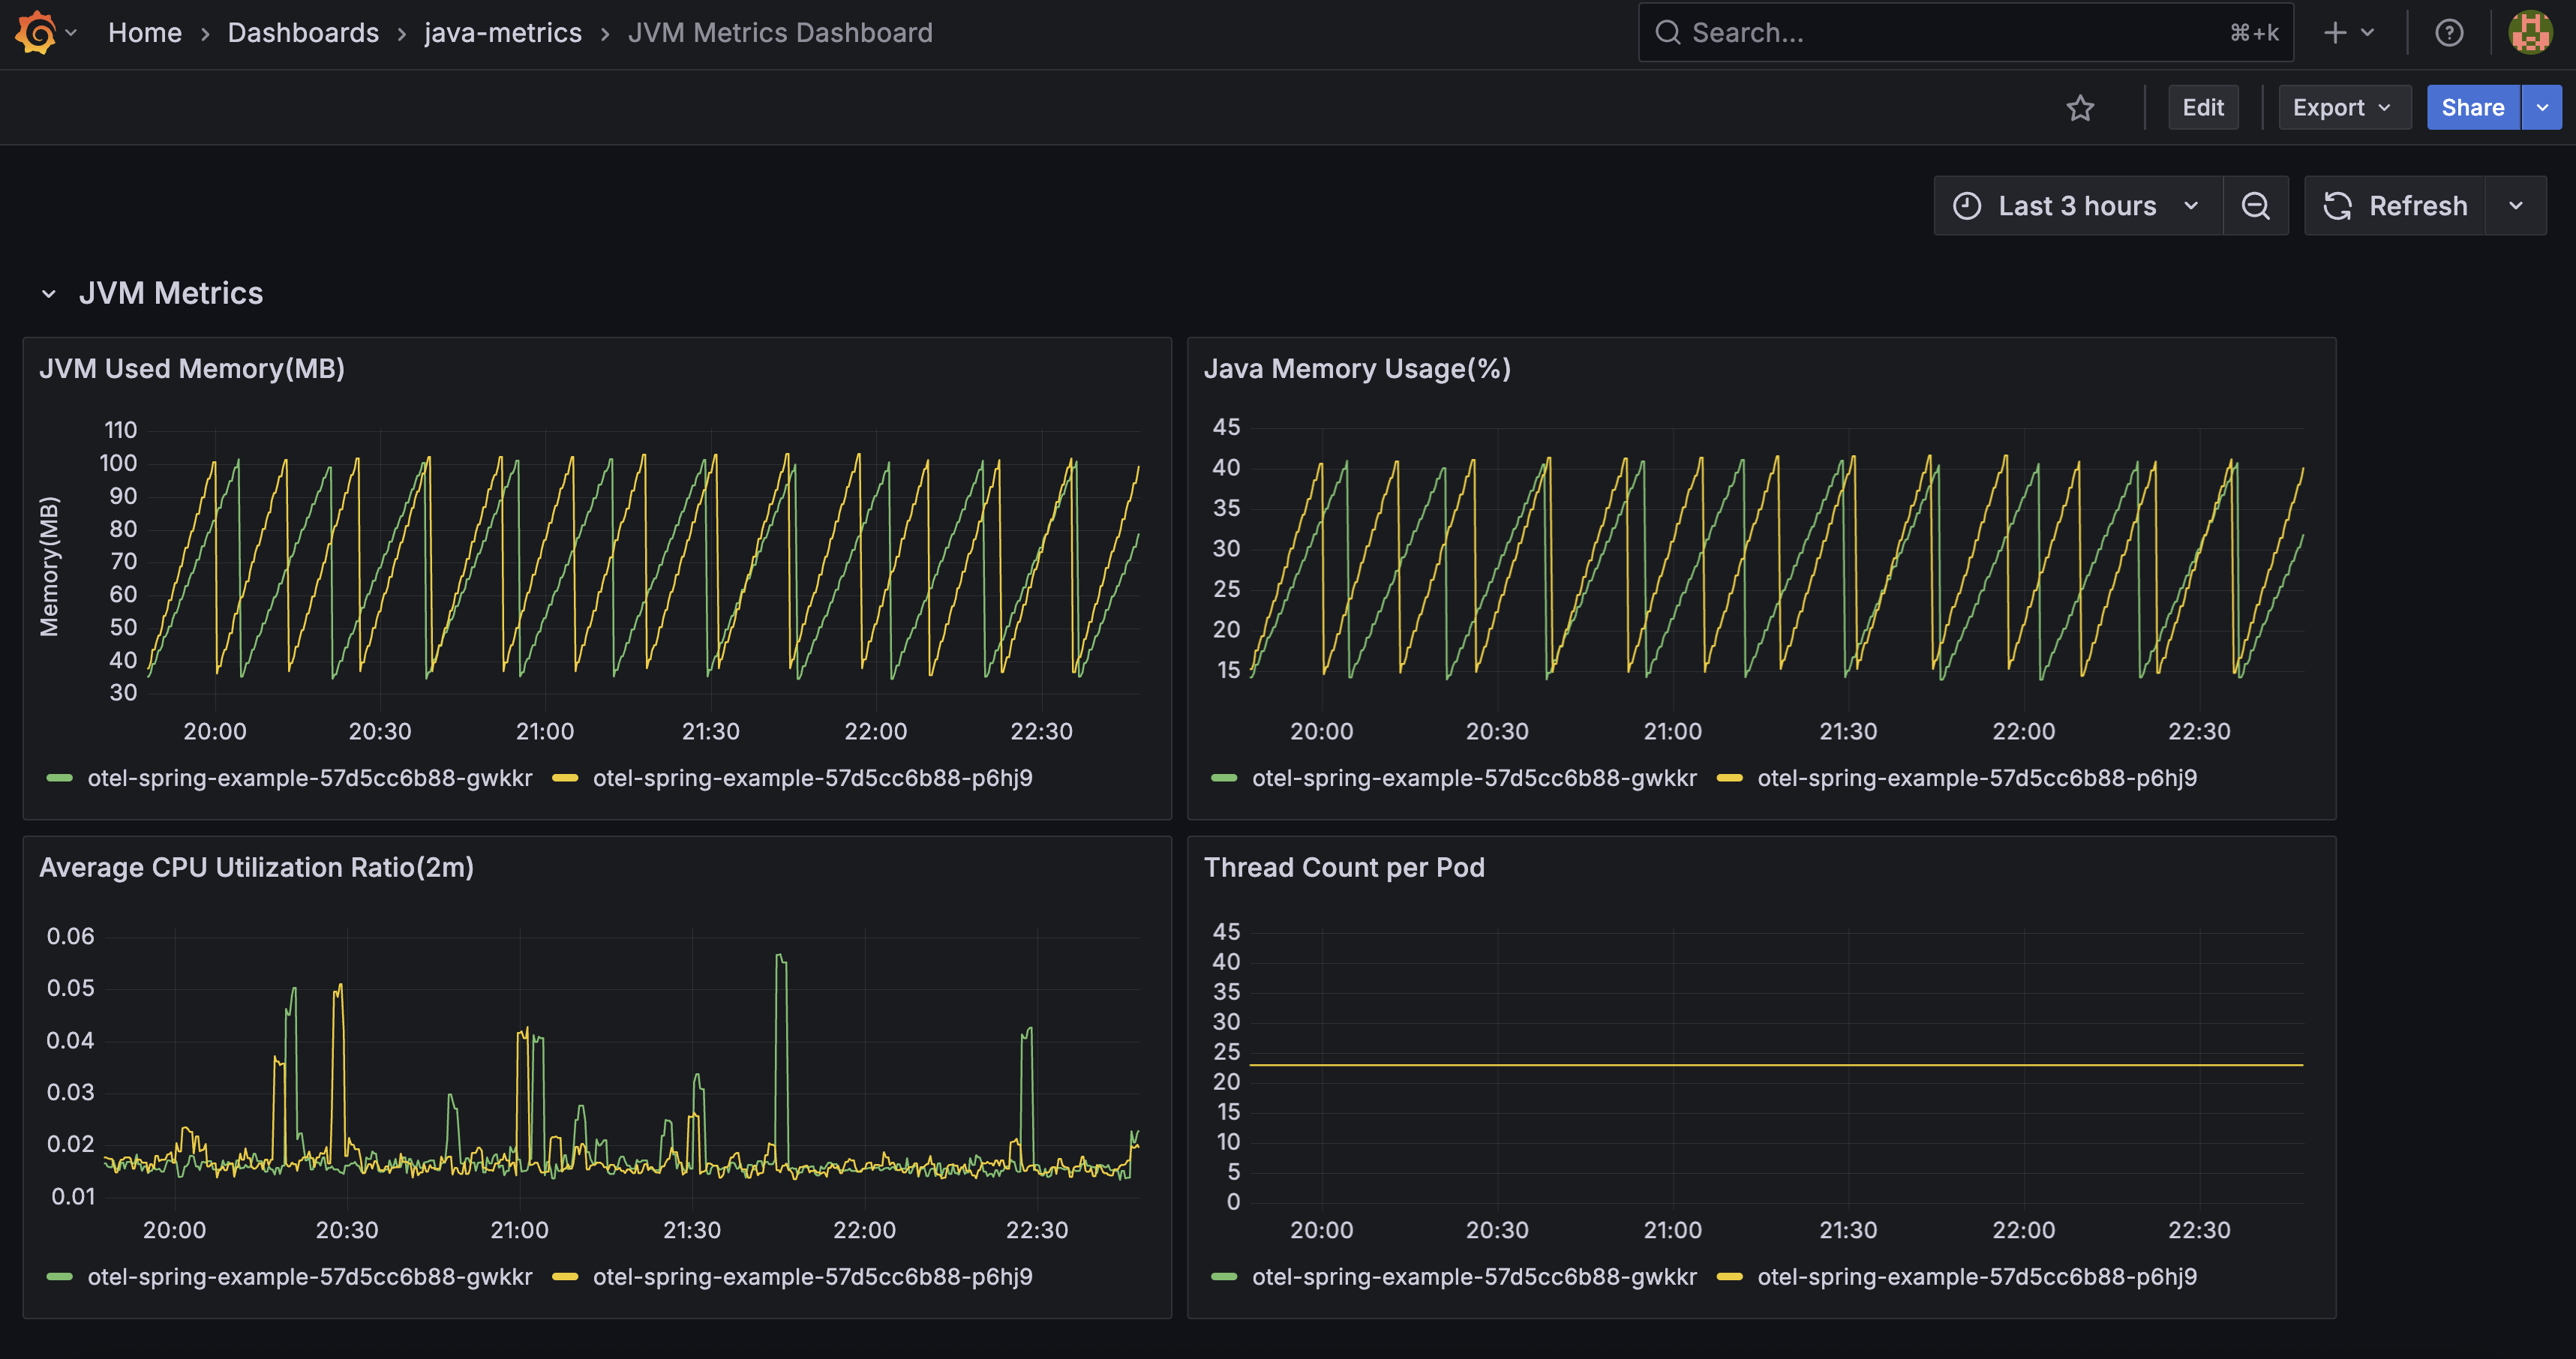 Home › Dashboards › java-metrics › JVM Metrics Dashboard
Search... ⌘+k
Edit Export Share
Last 3 hours Refresh
JVM Metrics
JVM Used Memory(MB)
Memory(MB)
110
100
90
80
70
60
50
40
30
20:00 20:30 21:00 21:30 22:00 22:30
otel-spring-example-57d5cc6b88-gwkkr otel-spring-example-57d5cc6b88-p6hj9
Java Memory Usage(%)
45
40
35
30
25
20
15
20:00 20:30 21:00 21:30 22:00 22:30
otel-spring-example-57d5cc6b88-gwkkr otel-spring-example-57d5cc6b88-p6hj9
Average CPU Utilization Ratio(2m)
0.06
0.05
0.04
0.03
0.02
0.01
20:00 20:30 21:00 21:30 22:00 22:30
otel-spring-example-57d5cc6b88-gwkkr otel-spring-example-57d5cc6b88-p6hj9
Thread Count per Pod
45
40
35
30
25
20
15
10
5
0
20:00 20:30 21:00 21:30 22:00 22:30
otel-spring-example-57d5cc6b88-gwkkr otel-spring-example-57d5cc6b88-p6hj9